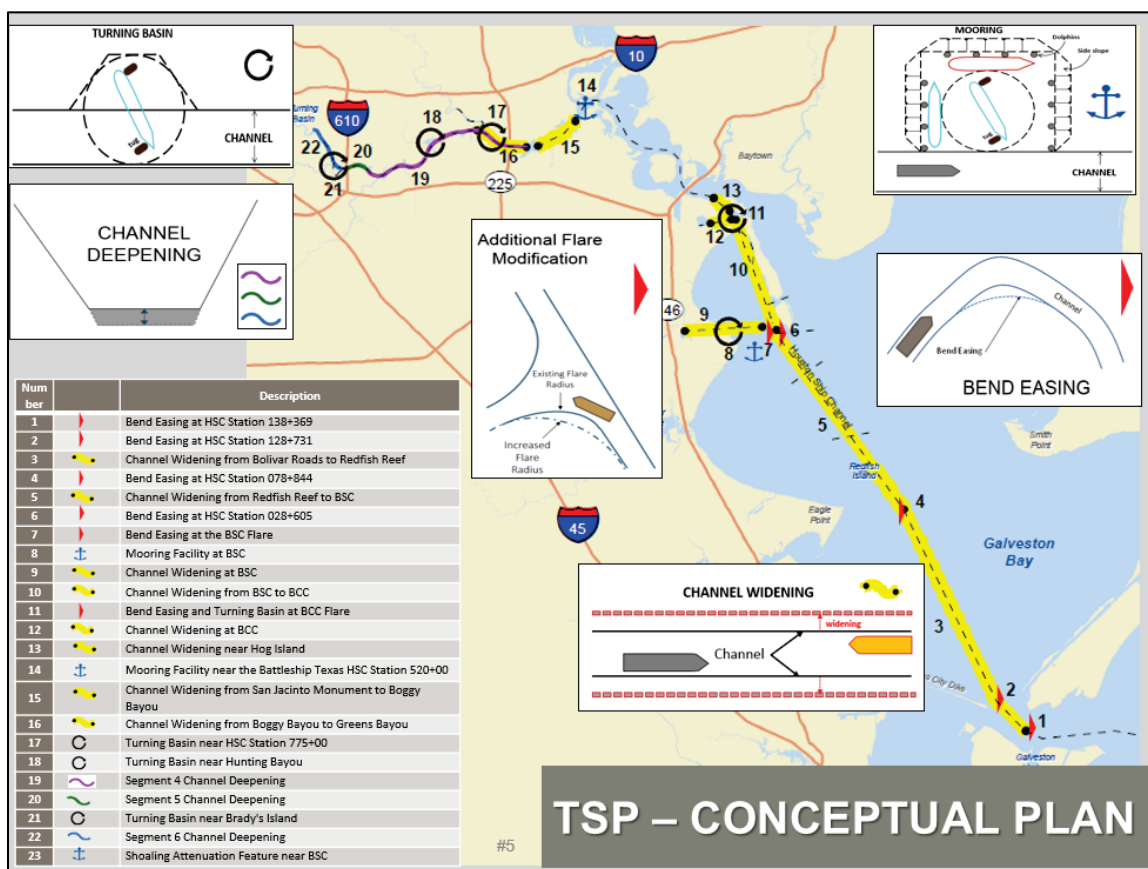 TURNING BASIN
tug
tug
CHANNEL
CHANNEL
DEEPENING
Turning
Basin
610
10
225
46
45
22
21
20
19
18
17
16
15
14
Baytown
13
11
12
10
9
8
7
6
Houston Ship Channel
5
Redfish
Island
Smith
Point
Eagle
Point
4
Galveston
Bay
3
City Dike
2
1
Galveston
MOORING
Dolphins
Side slope
tug
tug
CHANNEL
Additional Flare
Modification
Existing Flare
Radius
Increased
Flare
Radius
Channel
Bend Easing
BEND EASING
CHANNEL WIDENING
widening
Channel
Num
ber Description
1 Bend Easing at HSC Station 138+369
2 Bend Easing at HSC Station 128+731
3 Channel Widening from Bolivar Roads to Redfish Reef
4 Bend Easing at HSC Station 078+844
5 Channel Widening from Redfish Reef to BSC
6 Bend Easing at HSC Station 028+605
7 Bend Easing at the BSC Flare
8 Mooring Facility at BSC
9 Channel Widening at BSC
10 Channel Widening from BSC to BCC
11 Bend Easing and Turning Basin at BCC Flare
12 Channel Widening at BCC
13 Channel Widening near Hog Island
14 Mooring Facility near the Battleship Texas HSC Station 520+00
15 Channel Widening from San Jacinto Monument to Boggy
Bayou
16 Channel Widening from Boggy Bayou to Greens Bayou
17 Turning Basin near HSC Station 775+00
18 Turning Basin near Hunting Bayou
19 Segment 4 Channel Deepening
20 Segment 5 Channel Deepening
21 Turning Basin near Brady's Island
22 Segment 6 Channel Deepening
23 Shoaling Attenuation Feature near BSC
#5
TSP – CONCEPTUAL PLAN